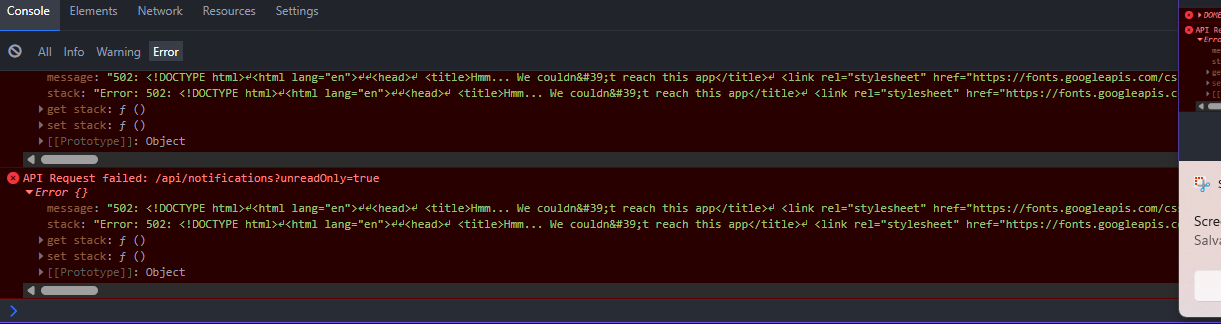 Console Elements Network Resources Settings
All Info Warning Error
message: "502: <!DOCTYPE html>↵<html lang="en">↵↵<head>↵ <title>Hmm... We couldn&#39;t reach this app</title>↵ <link rel="stylesheet" href="https://fonts.googleapis.com/cs
stack: "Error: 502: <!DOCTYPE html>↵<html lang="en">↵↵<head>↵ <title>Hmm... We couldn&#39;t reach this app</title>↵ <link rel="stylesheet" href="https://fonts.googleapis.c
get stack: ƒ ()
set stack: ƒ ()
[[Prototype]]: Object
API Request failed: /api/notifications?unreadOnly=true
Error {}
message: "502: <!DOCTYPE html>↵<html lang="en">↵↵<head>↵ <title>Hmm... We couldn&#39;t reach this app</title>↵ <link rel="stylesheet" href="https://fonts.googleapis.com/cs
stack: "Error: 502: <!DOCTYPE html>↵<html lang="en">↵↵<head>↵ <title>Hmm... We couldn&#39;t reach this app</title>↵ <link rel="stylesheet" href="https://fonts.googleapis.c
get stack: ƒ ()
set stack: ƒ ()
[[Prototype]]: Object
API Re
Erro
me
st
ge
se
[[
S
Scre
Salva